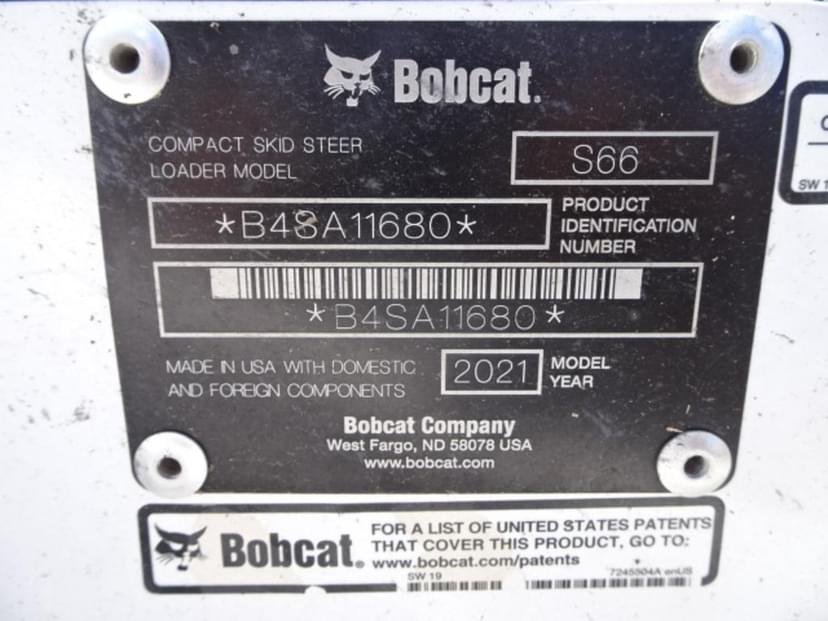 Bobcat.
COMPACT SKID STEER
LOADER MODEL
S66
*B4SA11680*
PRODUCT
IDENTIFICATION
NUMBER
*B4SA11680*
MADE IN USA WITH DOMESTIC
AND FOREIGN COMPONENTS
2021
MODEL
YEAR
Bobcat Company
West Fargo, ND 58078 USA
www.bobcat.com
Bobcat.
FOR A LIST OF UNITED STATES PATENTS
THAT COVER THIS PRODUCT, GO TO:
www.bobcat.com/patents
SW 19
7245504A enUS
SW 1